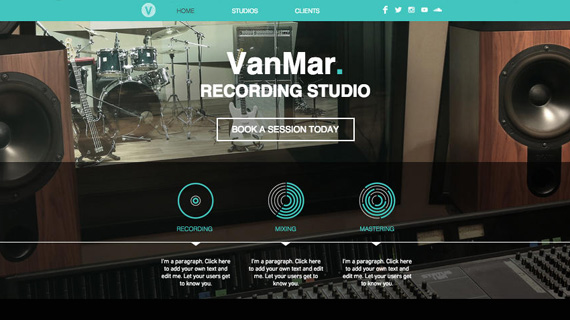 V HOME STUDIOS CLIENTS
VanMar.
RECORDING STUDIO
BOOK A SESSION TODAY
RECORDING MIXING MASTERING
I'm a paragraph. Click here
to add your own text and
edit me. Let your users get
to know you.
I'm a paragraph. Click here
to add your own text and edit
me. Let your users get to
know you.
I'm a paragraph. Click here
to add your own text and
edit me. Let your users get
to know you.